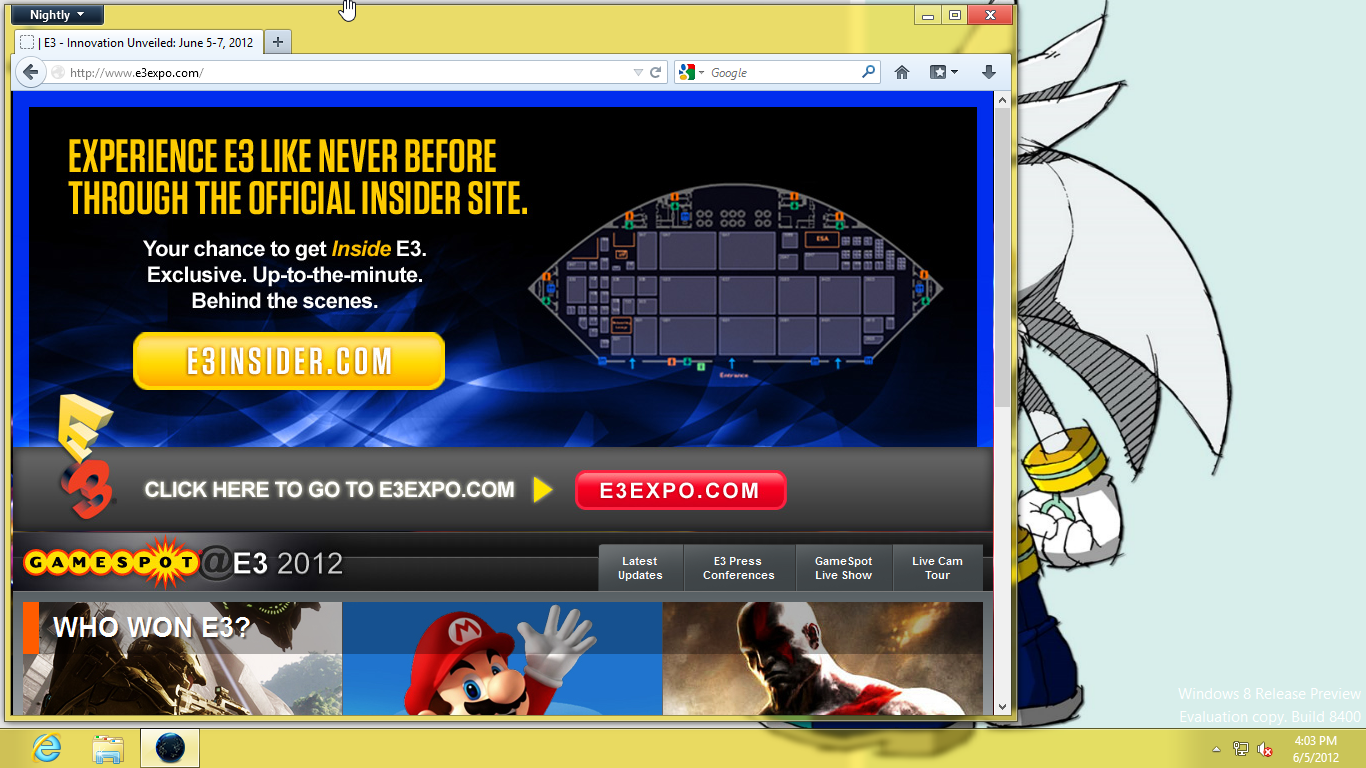 Nightly
| E3 - Innovation Unveiled: June 5-7, 2012
http://www.e3expo.com/
Google
EXPERIENCE E3 LIKE NEVER BEFORE
THROUGH THE OFFICIAL INSIDER SITE.
Your chance to get Inside E3.
Exclusive. Up-to-the-minute.
Behind the scenes.
E3INSIDER.COM
ESA
Entrance
E3
CLICK HERE TO GO TO E3EXPO.COM
E3EXPO.COM
GAMESPOT@E3 2012
Latest Updates
E3 Press Conferences
GameSpot Live Show
Live Cam Tour
WHO WON E3?
M
Windows 8 Release Preview
Evaluation copy. Build 8400
4:03 PM
6/5/2012